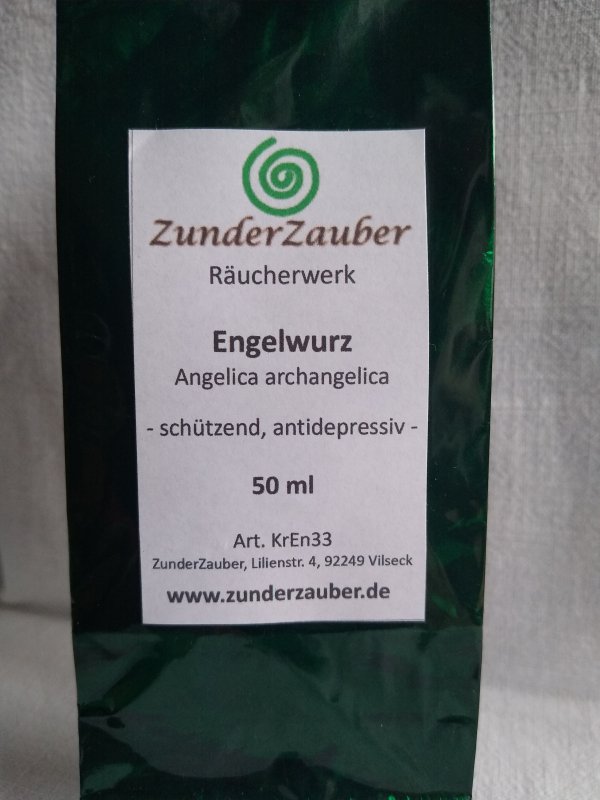 ZunderZauber
Räucherwerk
Engelwurz
Angelica archangelica
- schützend, antidepressiv -
50 ml
Art. KrEn33
ZunderZauber, Lilienstr. 4, 92249 Vilseck
www.zunderzauber.de